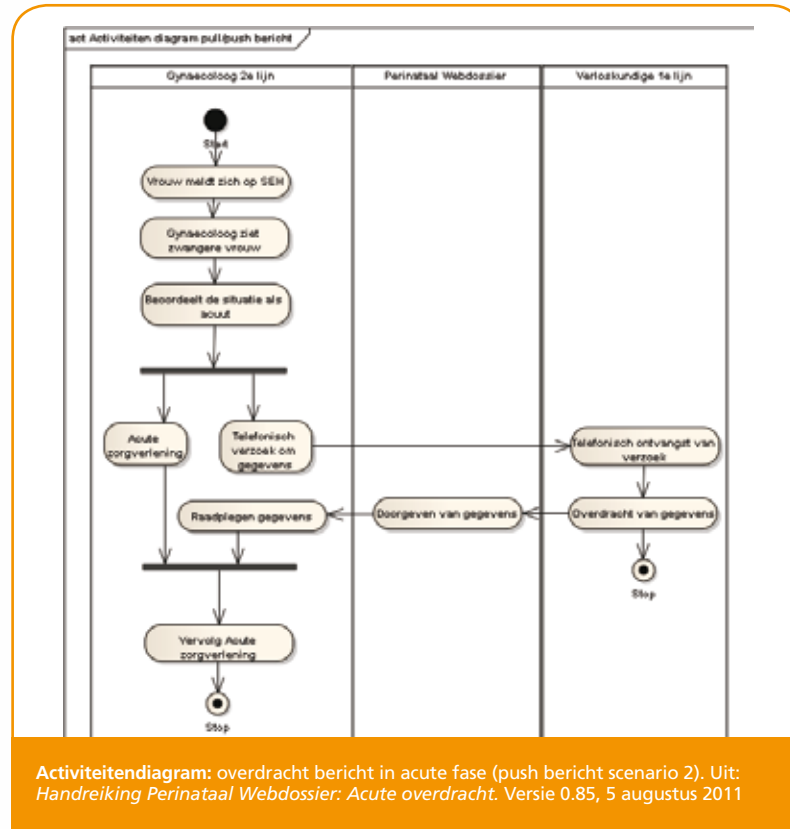 act Activiteiten diagram pull/push bericht
Gynaecoloog 2e lijn
Perinataal Webdossier
Verloskundige 1e lijn
Start
Vrouw meldt zich op SEH
Gynaecoloog ziet
zwangere vrouw
Beoordeelt de situatie als
acuut
Acute
zorgverlening
Telefonisch
verzoek om
gegevens
Telefonisch ontvangst van
verzoek
Raadplegen gegevens
Doorgeven van gegevens
Overdracht van gegevens
Stop
Vervolg Acute
zorgverlening
Stop
Activiteitendiagram: overdracht bericht in acute fase (push bericht scenario 2). Uit:
Handreiking Perinataal Webdossier: Acute overdracht. Versie 0.85, 5 augustus 2011